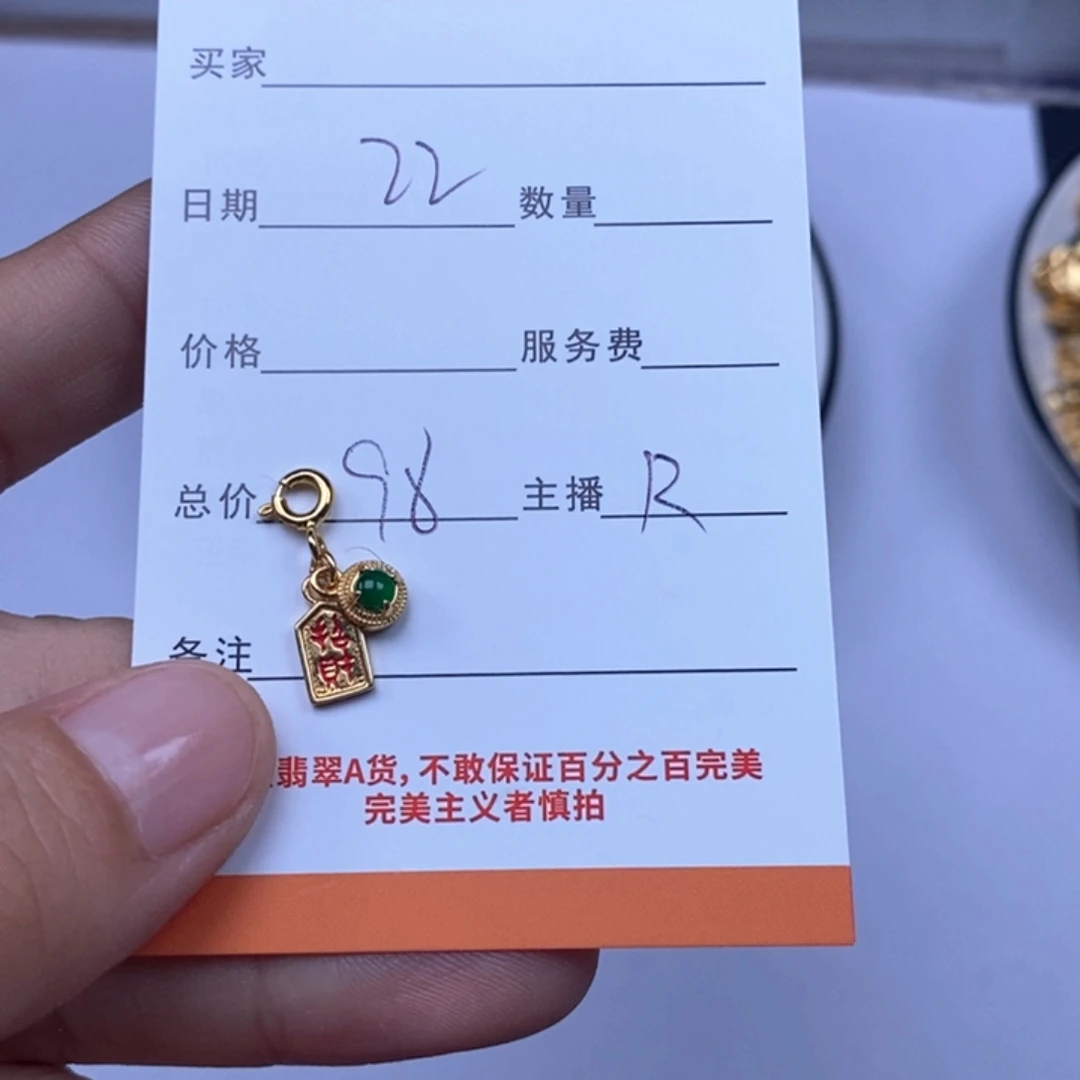 买家
日期 22 数量
价格 服务费
总价 98 主播 R
备注
招财
翡翠A货,不敢保证百分之百完美
完美主义者慎拍